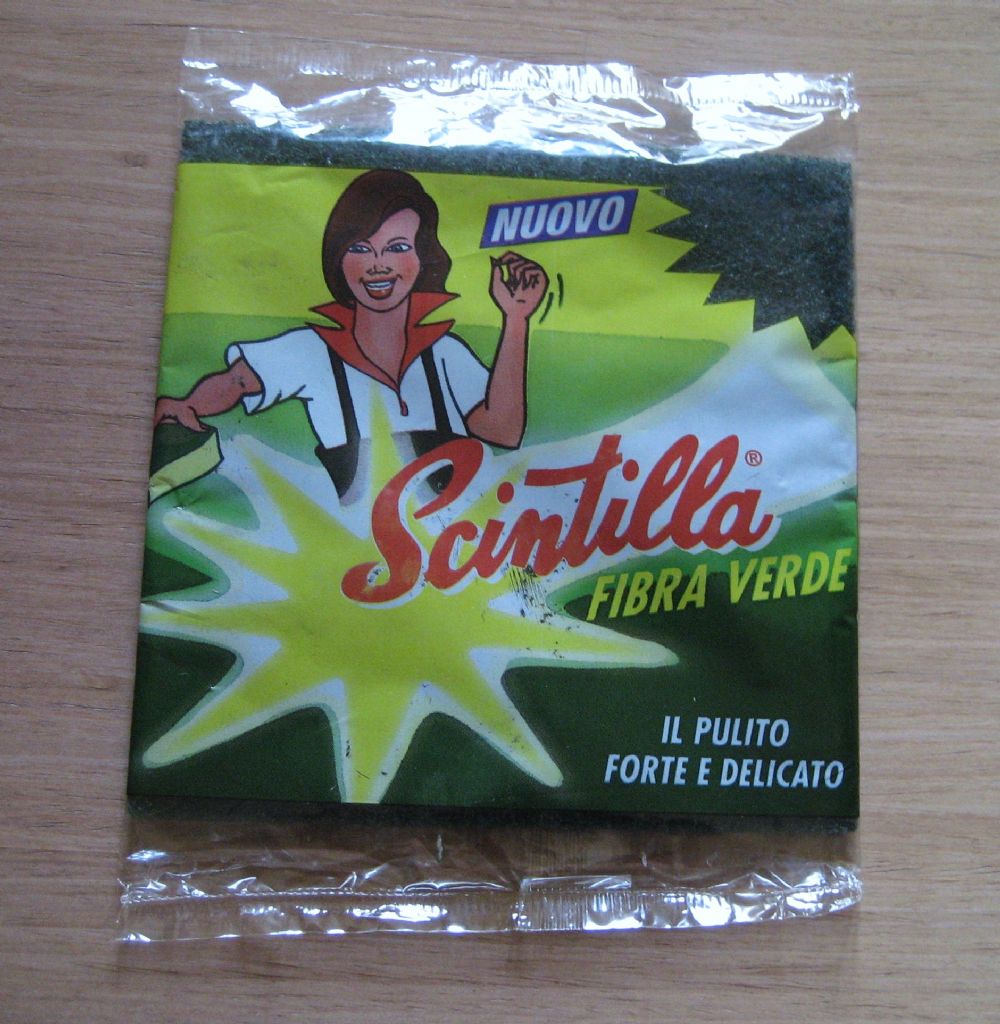 NUOVO
Scintilla®
FIBRA VERDE
IL PULITO
FORTE E DELICATO